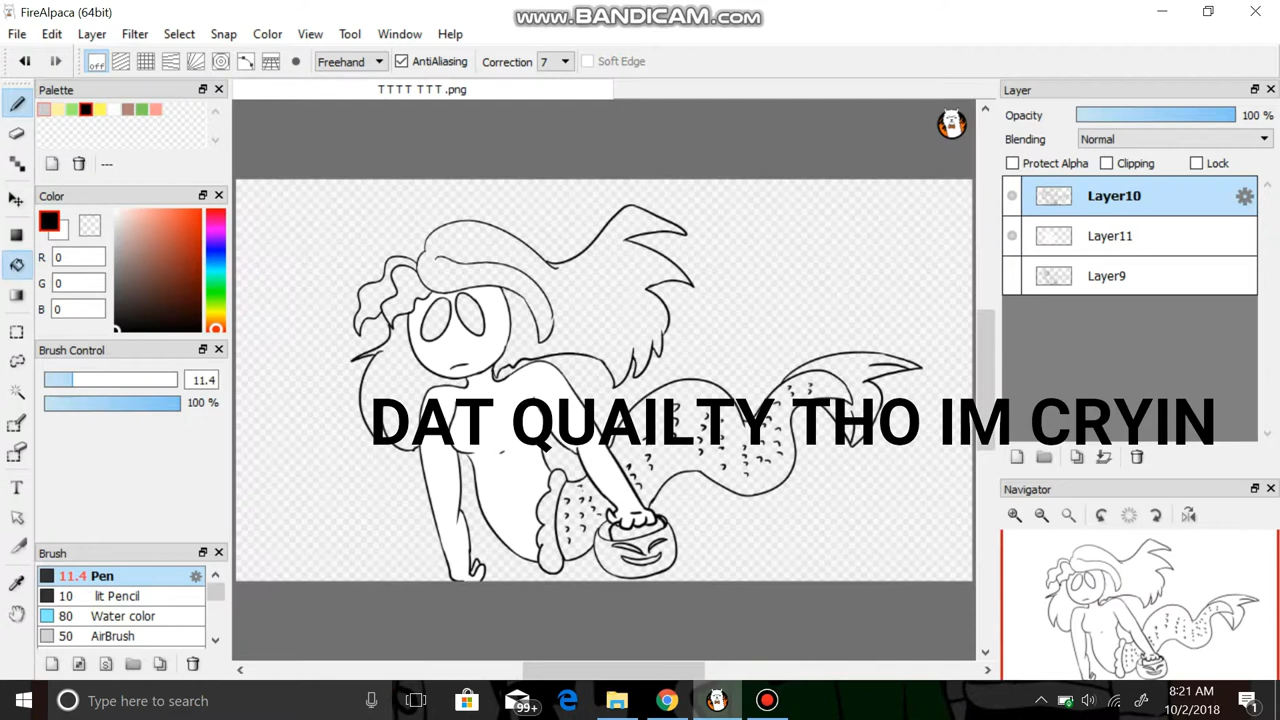 FireAlpaca (64bit)
www.BANDICAM.com
File Edit Layer Filter Select Snap Color View Tool Window Help
off Freehand AntiAliasing Correction 7 Soft Edge
Palette
TTTT TTT .png
---
Color
R 0
G 0
B 0
Brush Control
11.4
100 %
Brush
11.4 Pen
10 lit Pencil
80 Water color
50 AirBrush
DAT QUAILTY THO IM CRYIN
Layer
Opacity 100 %
Blending Normal
Protect Alpha Clipping Lock
Layer10
Layer11
Layer9
Navigator
Type here to search
99+
8:21 AM
10/2/2018
1